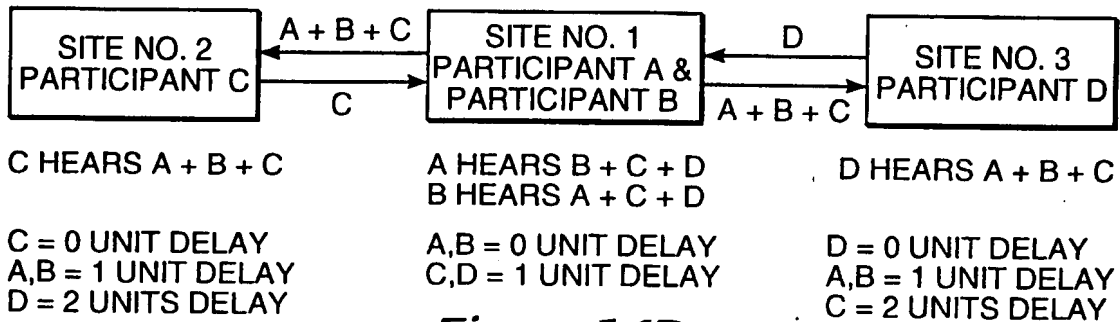 SITE NO. 2
PARTICIPANT C
A + B + C
C
SITE NO. 1
PARTICIPANT A &
PARTICIPANT B
D
A + B + C
SITE NO. 3
PARTICIPANT D
C HEARS A + B + C
A HEARS B + C + D
B HEARS A + C + D
D HEARS A + B + C
C = 0 UNIT DELAY
A,B = 1 UNIT DELAY
D = 2 UNITS DELAY
A,B = 0 UNIT DELAY
C,D = 1 UNIT DELAY
D = 0 UNIT DELAY
A,B = 1 UNIT DELAY
C = 2 UNITS DELAY